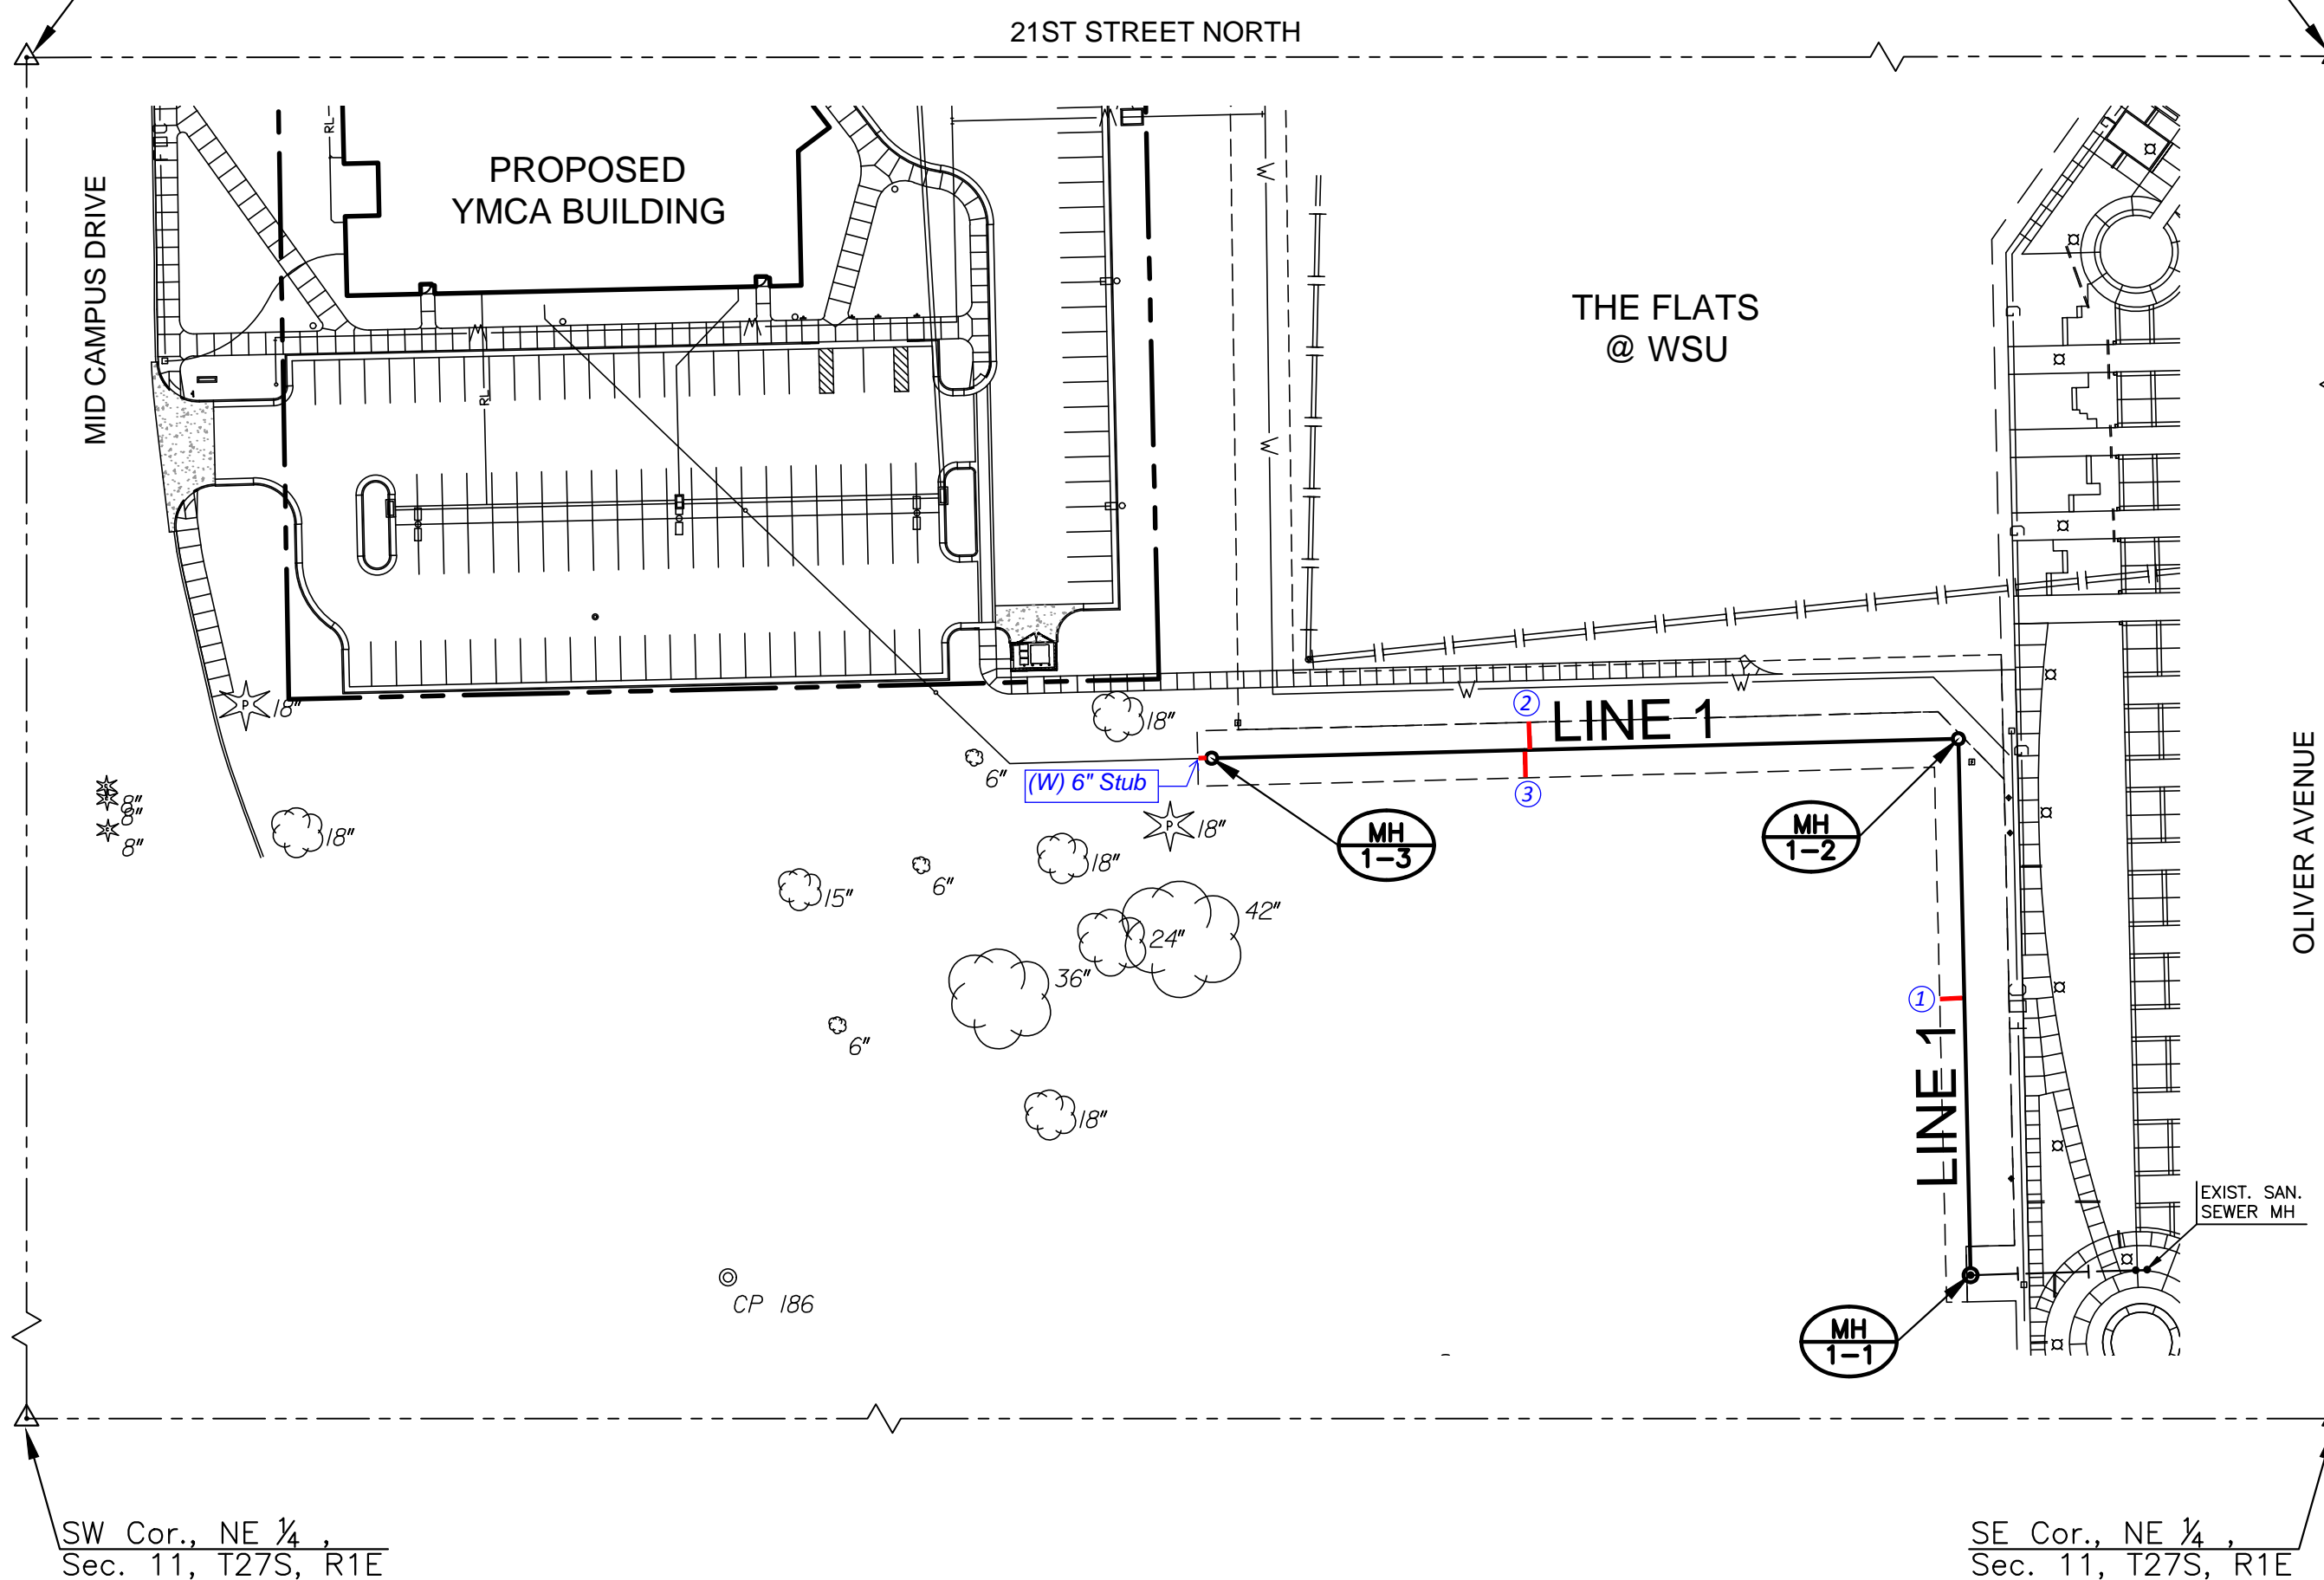 21ST STREET NORTH
MID CAMPUS DRIVE
RL
PROPOSED
YMCA BUILDING
W
W
THE FLATS
@ WSU
W
W
RL
W
W
W
P 18"
18"
2
LINE 1
6"
(W) 6" Stub
3
8"
8"
8"
18"
P 18"
MH
1-3
MH
1-2
OLIVER AVENUE
18"
15"
6"
42"
24"
36"
1
6"
LINE 1
18"
EXIST. SAN.
SEWER MH
CP 186
MH
1-1
SW Cor., NE ¼ ,
Sec. 11, T27S, R1E
SE Cor., NE ¼ ,
Sec. 11, T27S, R1E